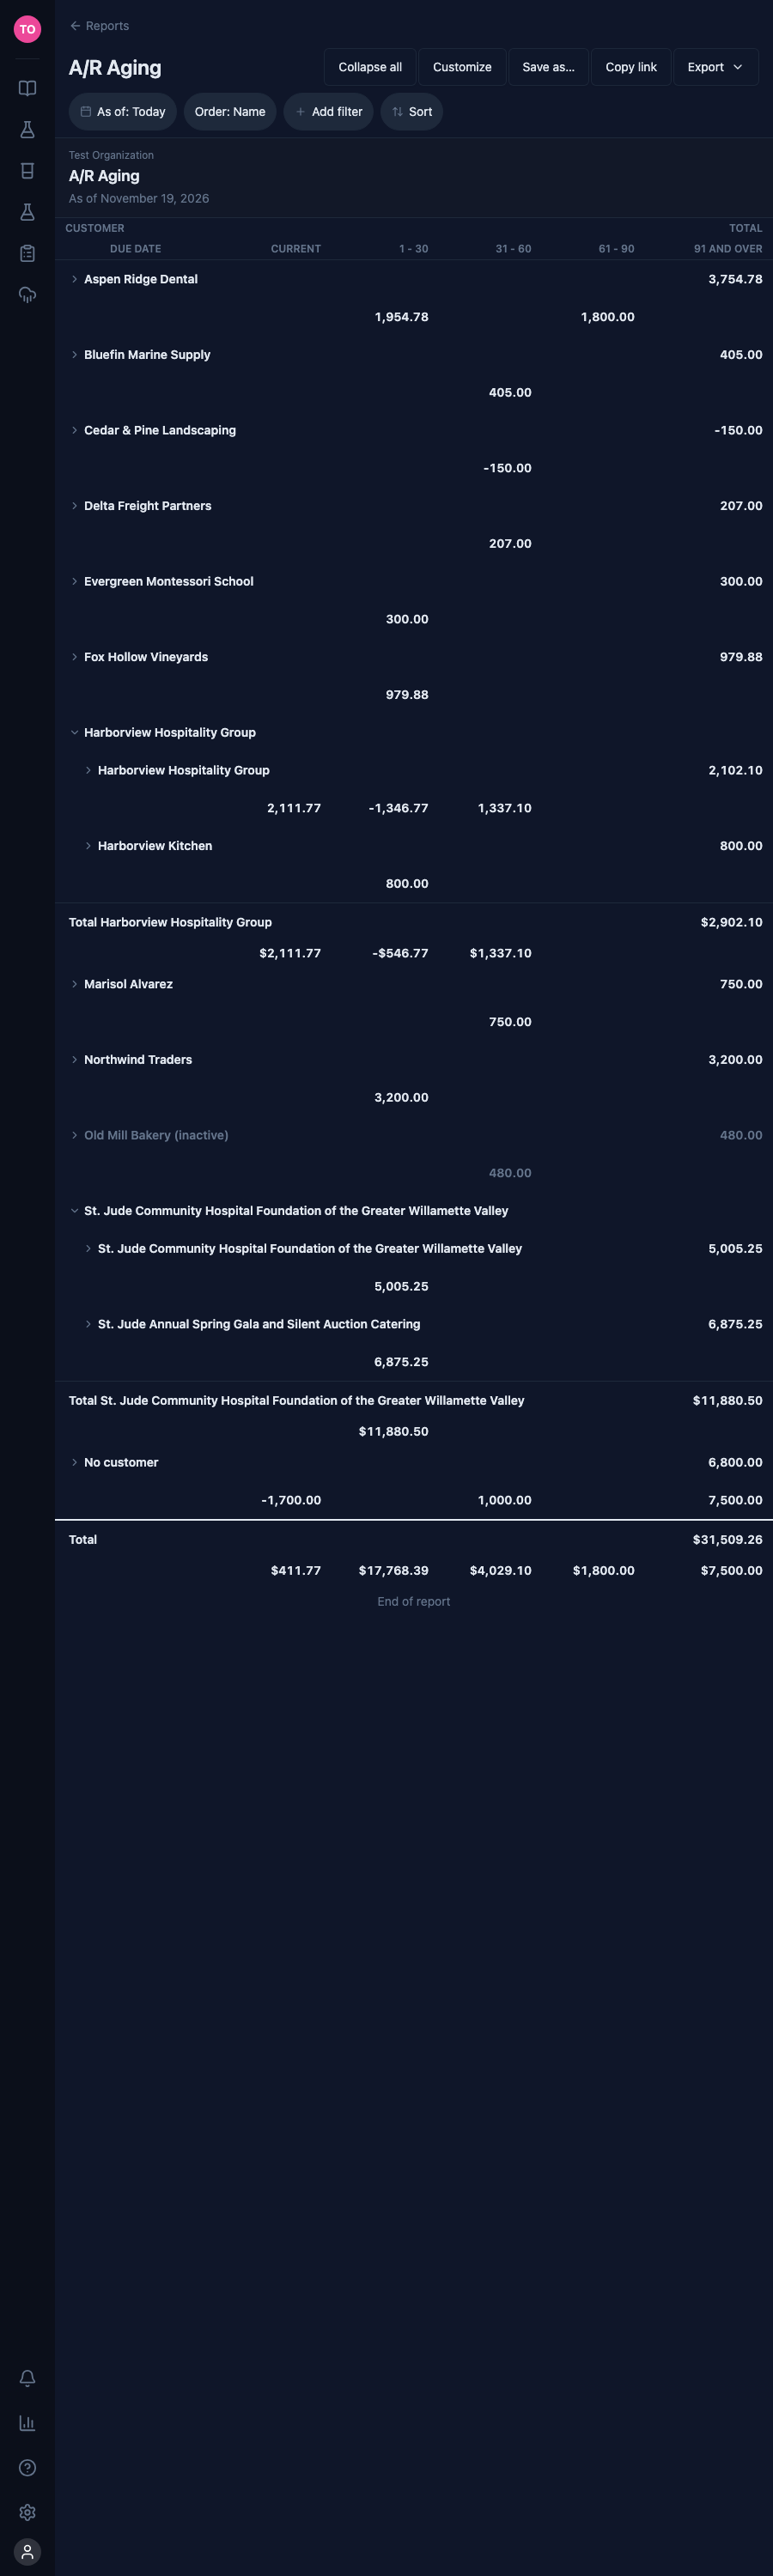 TO
Reports
A/R Aging
Collapse all
Customize
Save as...
Copy link
Export
As of: Today
Order: Name
Add filter
Sort
Test Organization
A/R Aging
As of November 19, 2026
CUSTOMER TOTAL
DUE DATE CURRENT 1 - 30 31 - 60 61 - 90 91 AND OVER
Aspen Ridge Dental 3,754.78
1,954.78 1,800.00
Bluefin Marine Supply 405.00
405.00
Cedar & Pine Landscaping -150.00
-150.00
Delta Freight Partners 207.00
207.00
Evergreen Montessori School 300.00
300.00
Fox Hollow Vineyards 979.88
979.88
Harborview Hospitality Group
Harborview Hospitality Group 2,102.10
2,111.77 -1,346.77 1,337.10
Harborview Kitchen 800.00
800.00
Total Harborview Hospitality Group $2,902.10
$2,111.77 -$546.77 $1,337.10
Marisol Alvarez 750.00
750.00
Northwind Traders 3,200.00
3,200.00
Old Mill Bakery (inactive) 480.00
480.00
St. Jude Community Hospital Foundation of the Greater Willamette Valley
St. Jude Community Hospital Foundation of the Greater Willamette Valley 5,005.25
5,005.25
St. Jude Annual Spring Gala and Silent Auction Catering 6,875.25
6,875.25
Total St. Jude Community Hospital Foundation of the Greater Willamette Valley $11,880.50
$11,880.50
No customer 6,800.00
-1,700.00 1,000.00 7,500.00
Total $31,509.26
$411.77 $17,768.39 $4,029.10 $1,800.00 $7,500.00
End of report